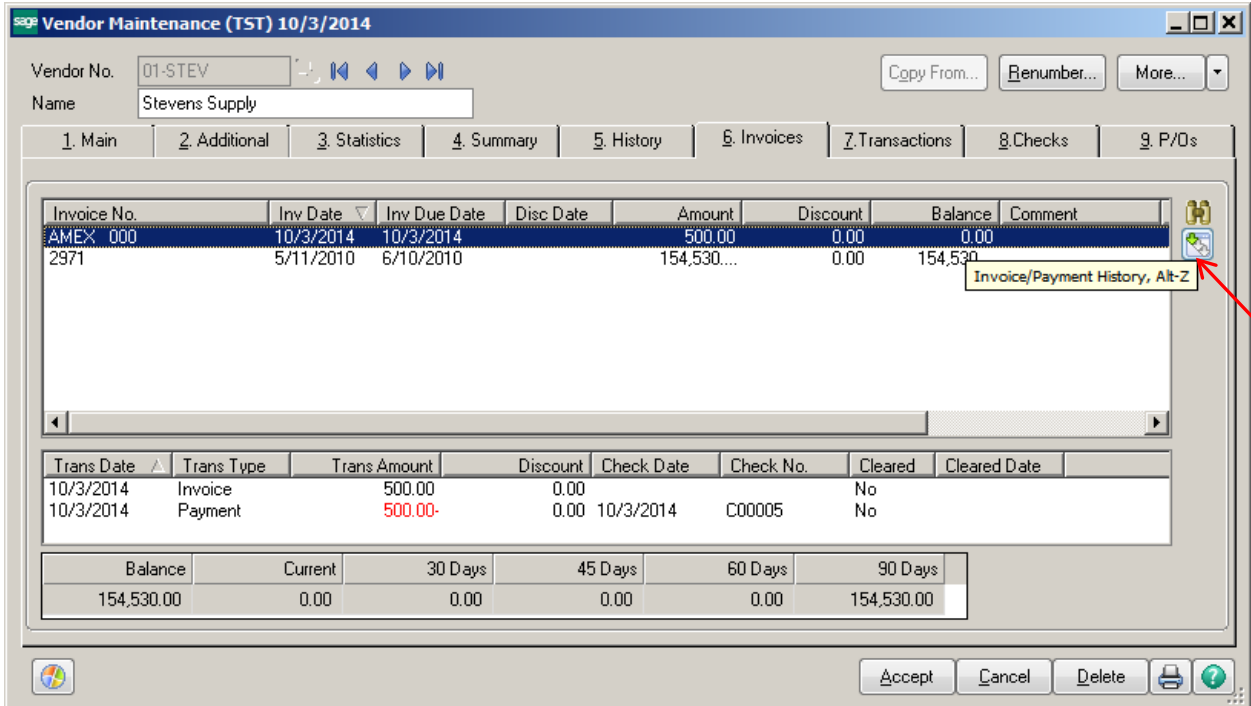 sage Vendor Maintenance (TST) 10/3/2014
Vendor No. 01-STEV Copy From... Renumber... More...
Name Stevens Supply
1. Main 2. Additional 3. Statistics 4. Summary 5. History 6. Invoices 7.Transactions 8.Checks 9. P/Os
Invoice No. Inv Date Inv Due Date Disc Date Amount Discount Balance Comment
AMEX 000 10/3/2014 10/3/2014 500.00 0.00 0.00
2971 5/11/2010 6/10/2010 154,530.... 0.00 154,530
Invoice/Payment History, Alt-Z
Trans Date Trans Type Trans Amount Discount Check Date Check No. Cleared Cleared Date
10/3/2014 Invoice 500.00 0.00 No
10/3/2014 Payment 500.00- 0.00 10/3/2014 C00005 No
Balance Current 30 Days 45 Days 60 Days 90 Days
154,530.00 0.00 0.00 0.00 0.00 154,530.00
Accept Cancel Delete